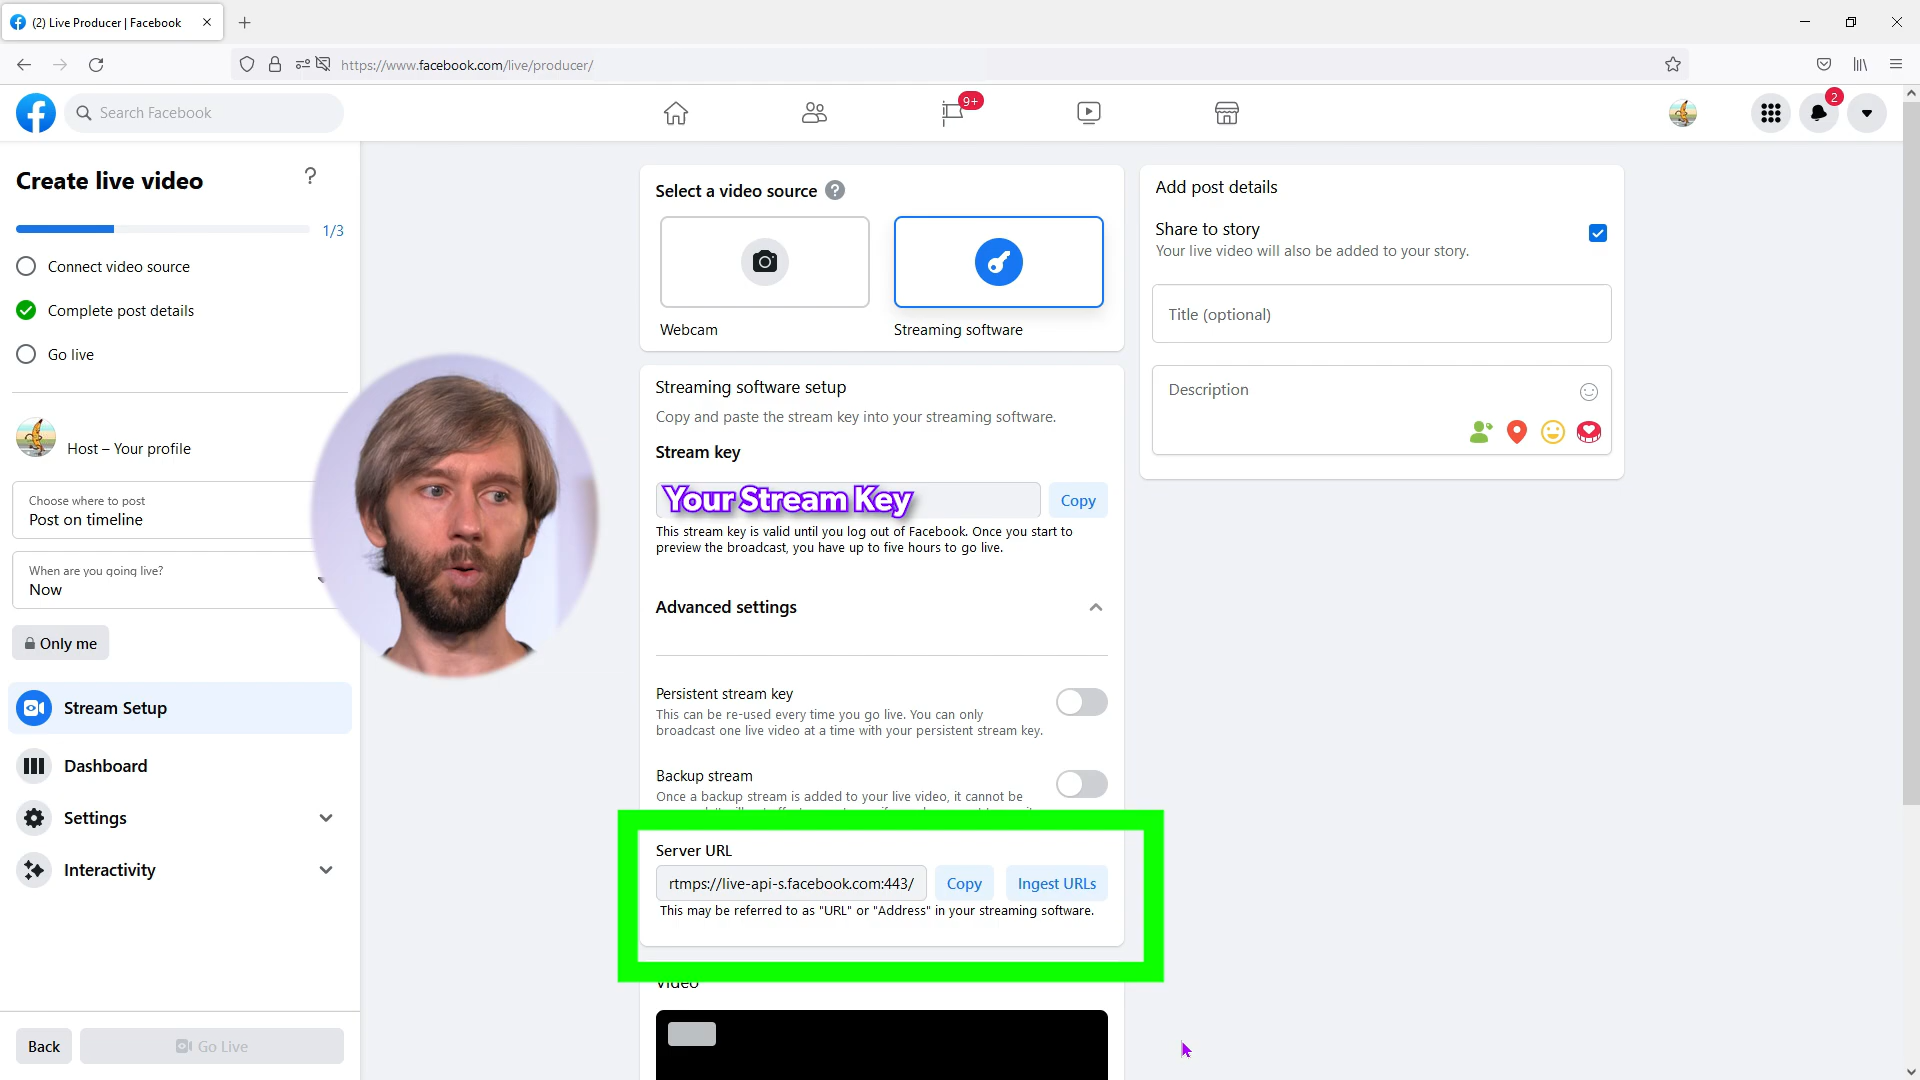 (2) Live Producer | Facebook
https://www.facebook.com/live/producer/
Search Facebook
9+
2
Create live video
?
1/3
Connect video source
Complete post details
Go live
Host – Your profile
Choose where to post
Post on timeline
When are you going live?
Now
Only me
Stream Setup
Dashboard
Settings
Interactivity
Back
Go Live
Select a video source ?
Webcam
Streaming software
Streaming software setup
Copy and paste the stream key into your streaming software.
Stream key
Your Stream Key
Copy
This stream key is valid until you log out of Facebook. Once you start to
preview the broadcast, you have up to five hours to go live.
Advanced settings
Persistent stream key
This can be re-used every time you go live. You can only
broadcast one live video at a time with your persistent stream key.
Backup stream
Once a backup stream is added to your live video, it cannot be
Server URL
rtmps://live-api-s.facebook.com:443/
Copy
Ingest URLs
This may be referred to as "URL" or "Address" in your streaming software.
Video
Add post details
Share to story
Your live video will also be added to your story.
Title (optional)
Description